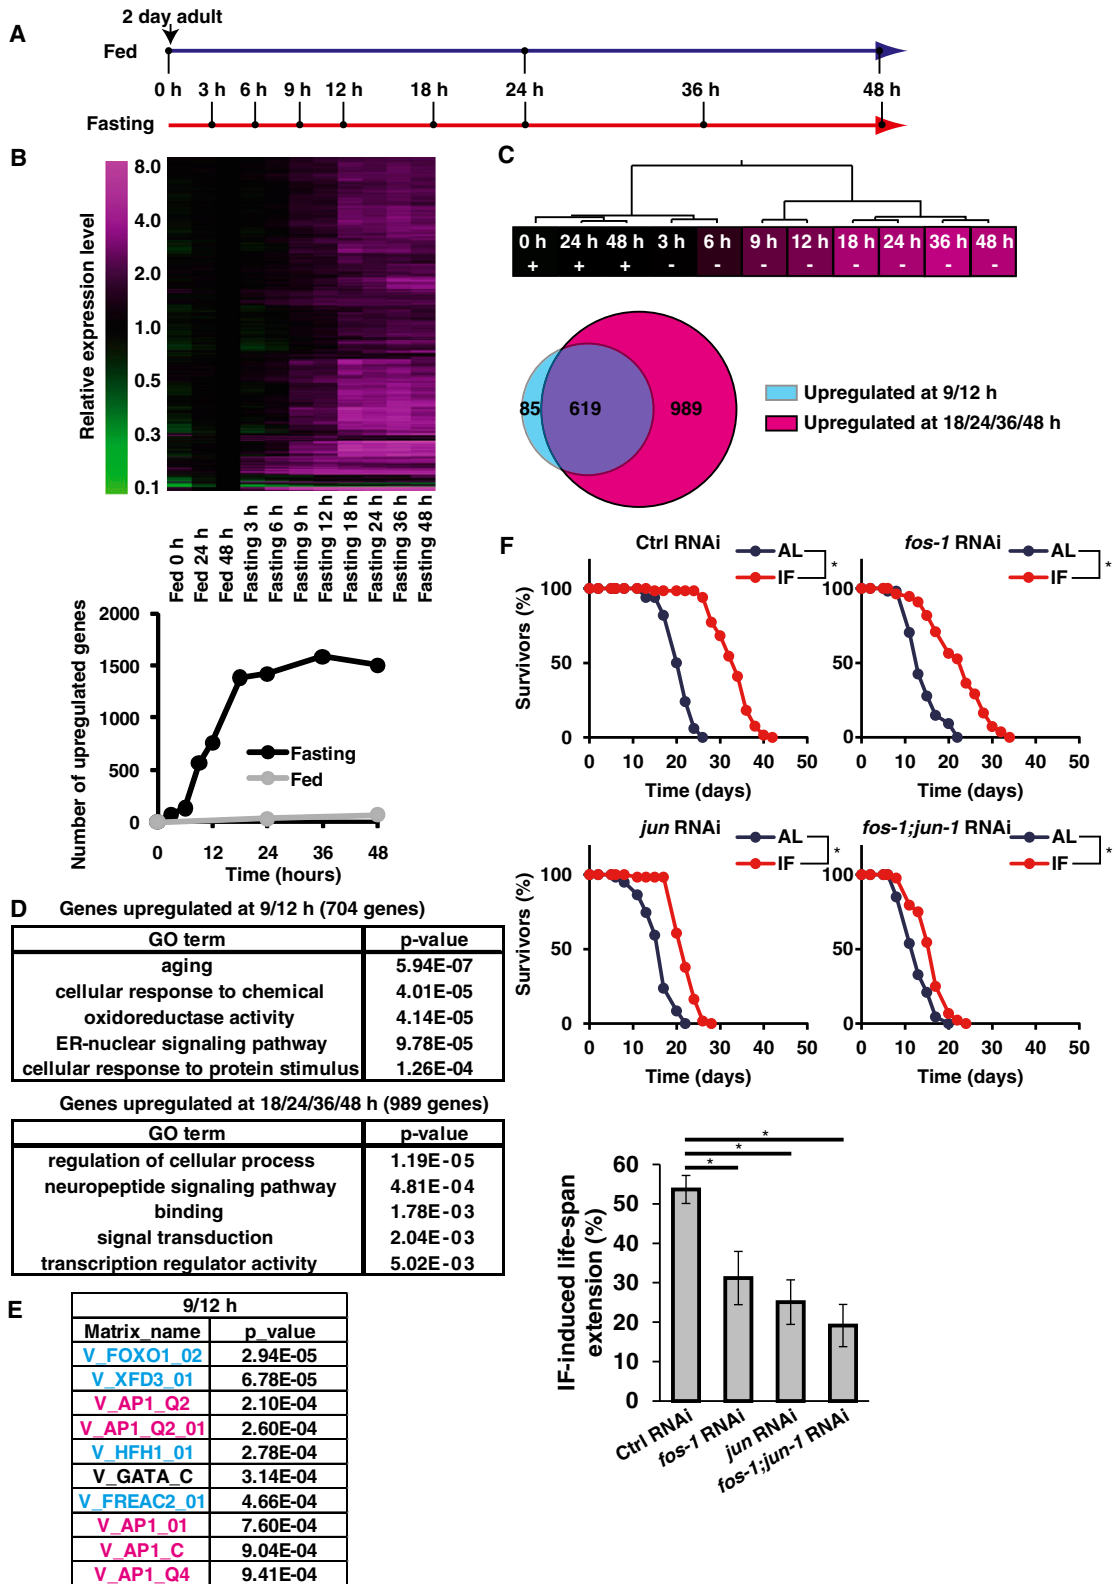 A
2 day adult
Fed
0 h 3 h 6 h 9 h 12 h 18 h 24 h 36 h 48 h
Fasting
B
Relative expression level
8.0
4.0
2.0
1.0
0.5
0.3
0.1
Fed 0 h
Fed 24 h
Fed 48 h
Fasting 3 h
Fasting 6 h
Fasting 9 h
Fasting 12 h
Fasting 18 h
Fasting 24 h
Fasting 36 h
Fasting 48 h
Number of upregulated genes
2000
1500
1000
500
0
Fasting
Fed
0 12 24 36 48
Time (hours)
C
0 h 24 h 48 h 3 h 6 h 9 h 12 h 18 h 24 h 36 h 48 h
+ + + - - - - - - - -
85 619 989
Upregulated at 9/12 h
Upregulated at 18/24/36/48 h
D
Genes upregulated at 9/12 h (704 genes)
GO term p-value
aging 5.94E-07
cellular response to chemical 4.01E-05
oxidoreductase activity 4.14E-05
ER-nuclear signaling pathway 9.78E-05
cellular response to protein stimulus 1.26E-04
Genes upregulated at 18/24/36/48 h (989 genes)
GO term p-value
regulation of cellular process 1.19E-05
neuropeptide signaling pathway 4.81E-04
binding 1.78E-03
signal transduction 2.04E-03
transcription regulator activity 5.02E-03
E
9/12 h
Matrix_name p_value
V_FOXO1_02 2.94E-05
V_XFD3_01 6.78E-05
V_AP1_Q2 2.10E-04
V_AP1_Q2_01 2.60E-04
V_HFH1_01 2.78E-04
V_GATA_C 3.14E-04
V_FREAC2_01 4.66E-04
V_AP1_01 7.60E-04
V_AP1_C 9.04E-04
V_AP1_Q4 9.41E-04
F
Ctrl RNAi
AL
IF
*
Survivors (%)
100
50
0
0 10 20 30 40 50
Time (days)
fos-1 RNAi
AL
IF
*
100
50
0
0 10 20 30 40 50
Time (days)
jun RNAi
AL
IF
*
Survivors (%)
100
50
0
0 10 20 30 40 50
Time (days)
fos-1;jun-1 RNAi
AL
IF
*
100
50
0
0 10 20 30 40 50
Time (days)
IF-induced life-span
extension (%)
60
50
40
30
20
10
0
*
*
*
Ctrl RNAi
fos-1 RNAi
jun RNAi
fos-1;jun-1 RNAi